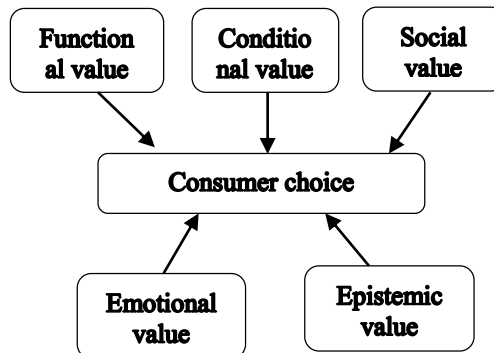 Function
al value
Conditio
nal value
Social
value
Consumer choice
Emotional
value
Epistemic
value